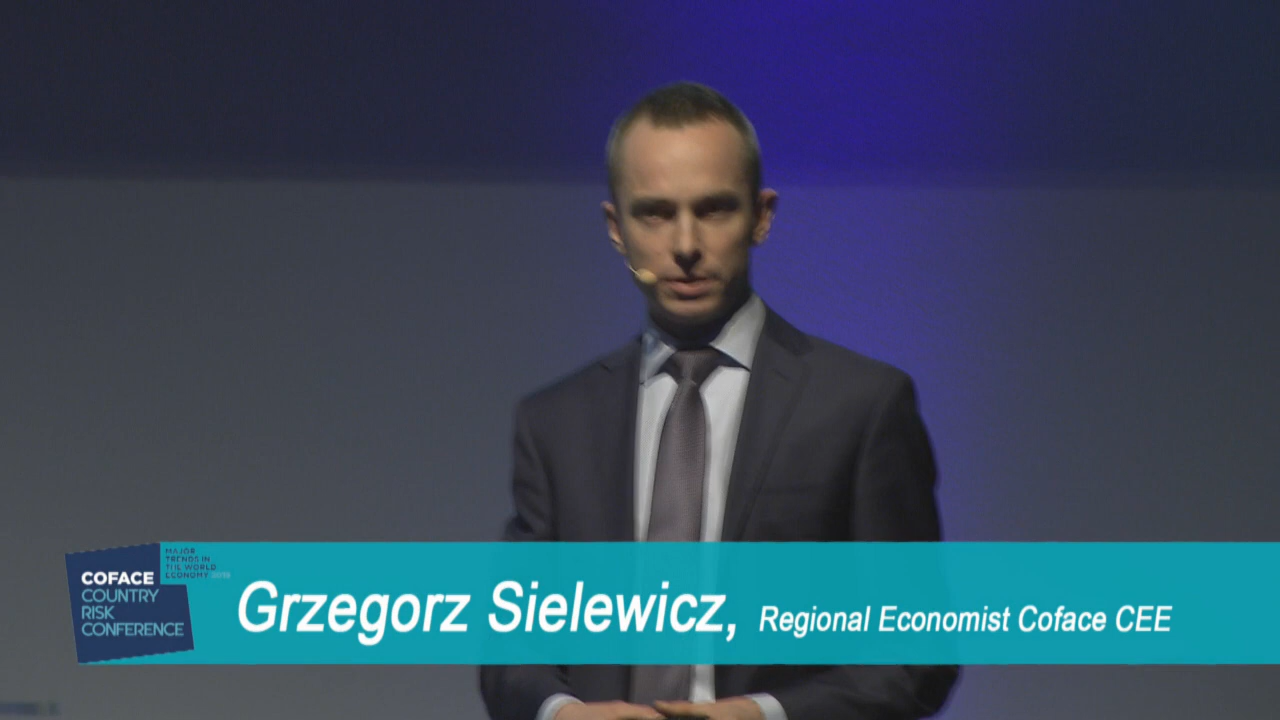 MAJOR
TRENDS IN
THE WORLD
ECONOMY
COFACE
COUNTRY
RISK
CONFERENCE
Grzegorz Sielewicz, Regional Economist Coface CEE